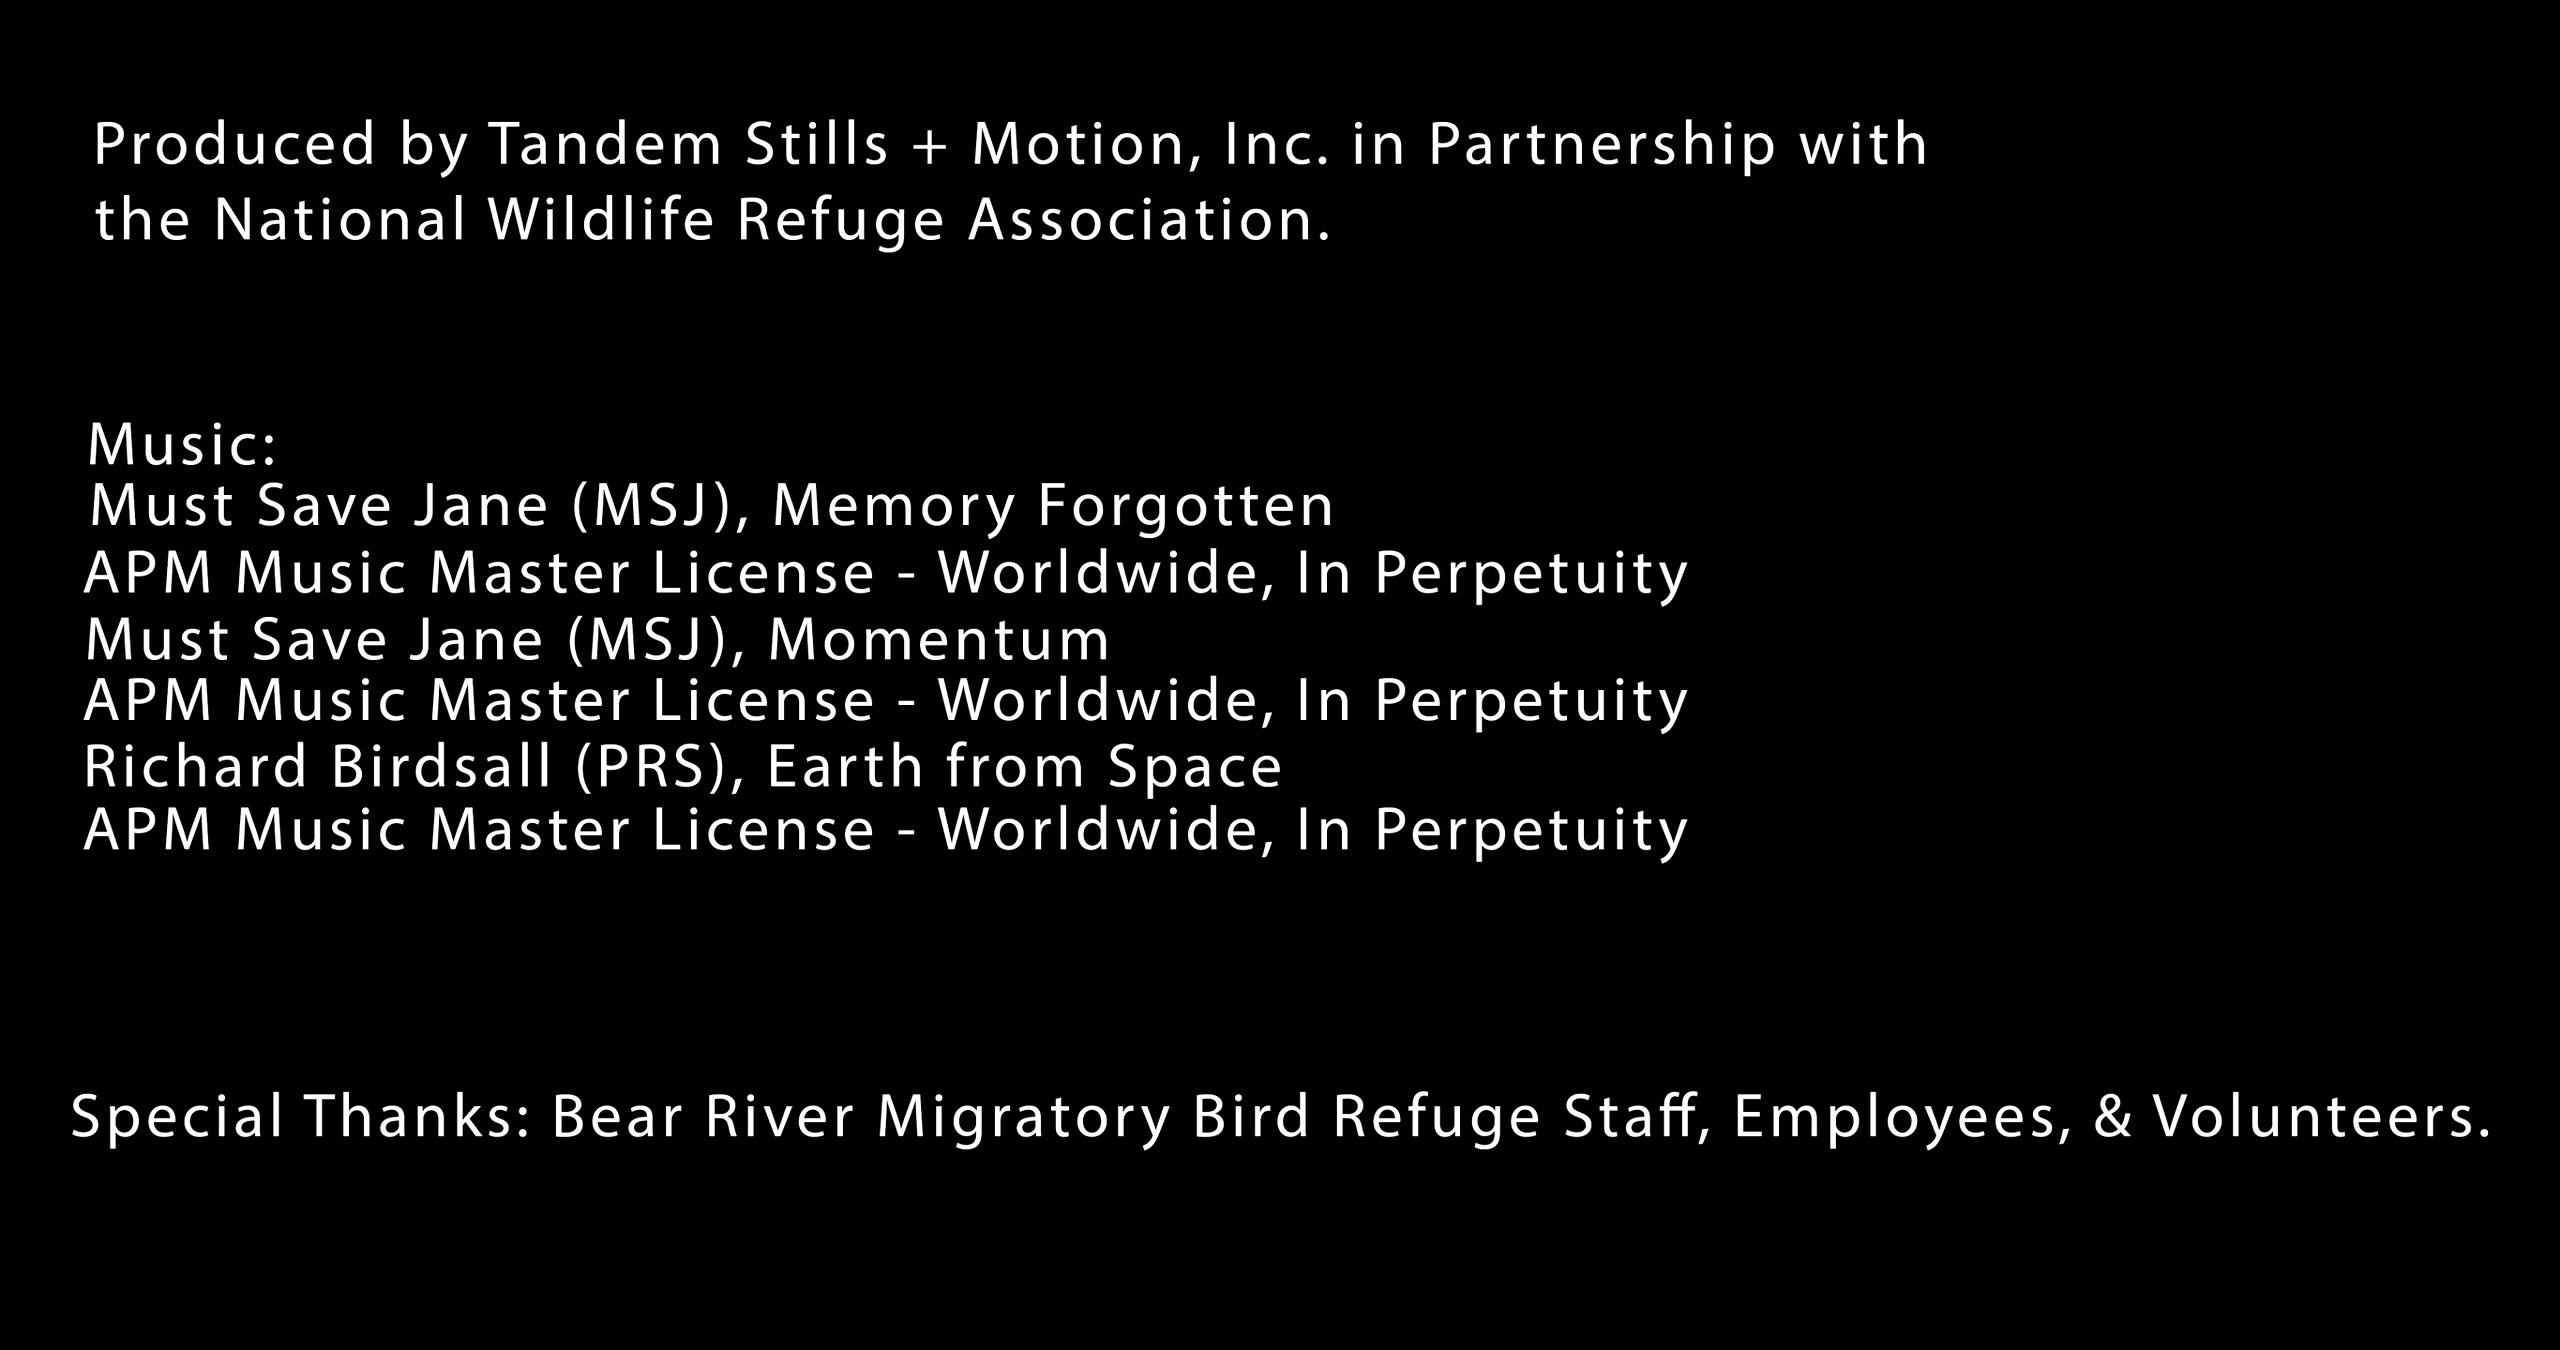 Produced by Tandem Stills + Motion, Inc. in Partnership with
the National Wildlife Refuge Association.
Music:
Must Save Jane (MSJ), Memory Forgotten
APM Music Master License - Worldwide, In Perpetuity
Must Save Jane (MSJ), Momentum
APM Music Master License - Worldwide, In Perpetuity
Richard Birdsall (PRS), Earth from Space
APM Music Master License - Worldwide, In Perpetuity
Special Thanks: Bear River Migratory Bird Refuge Staff, Employees, & Volunteers.